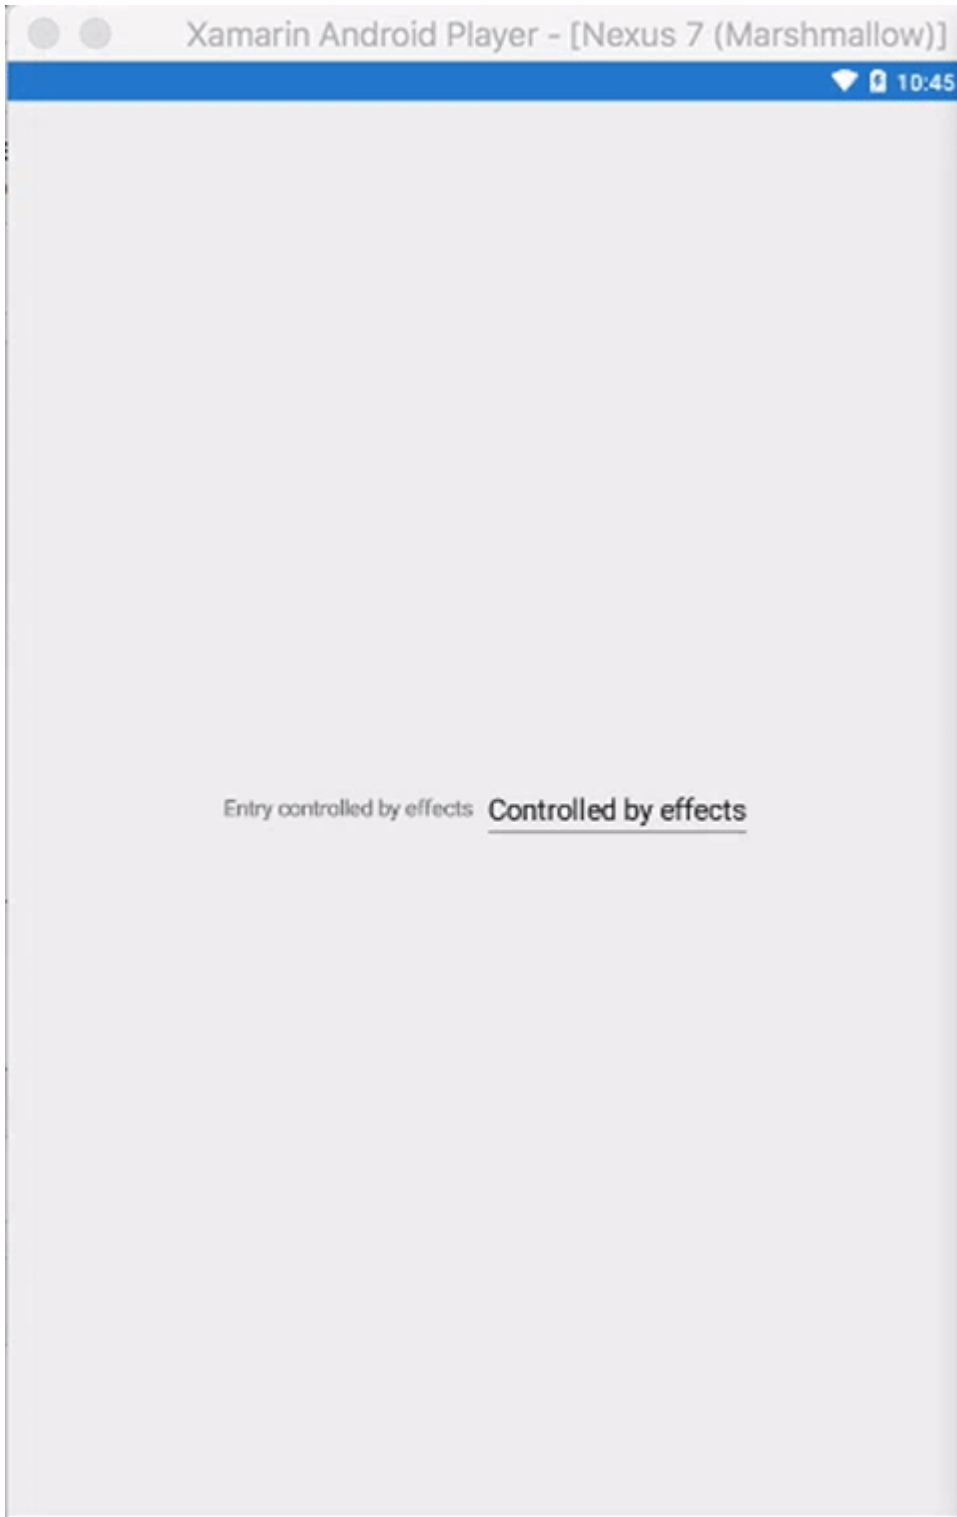 Xamarin Android Player - [Nexus 7 (Marshmallow)]
10:45
Entry controlled by effects Controlled by effects